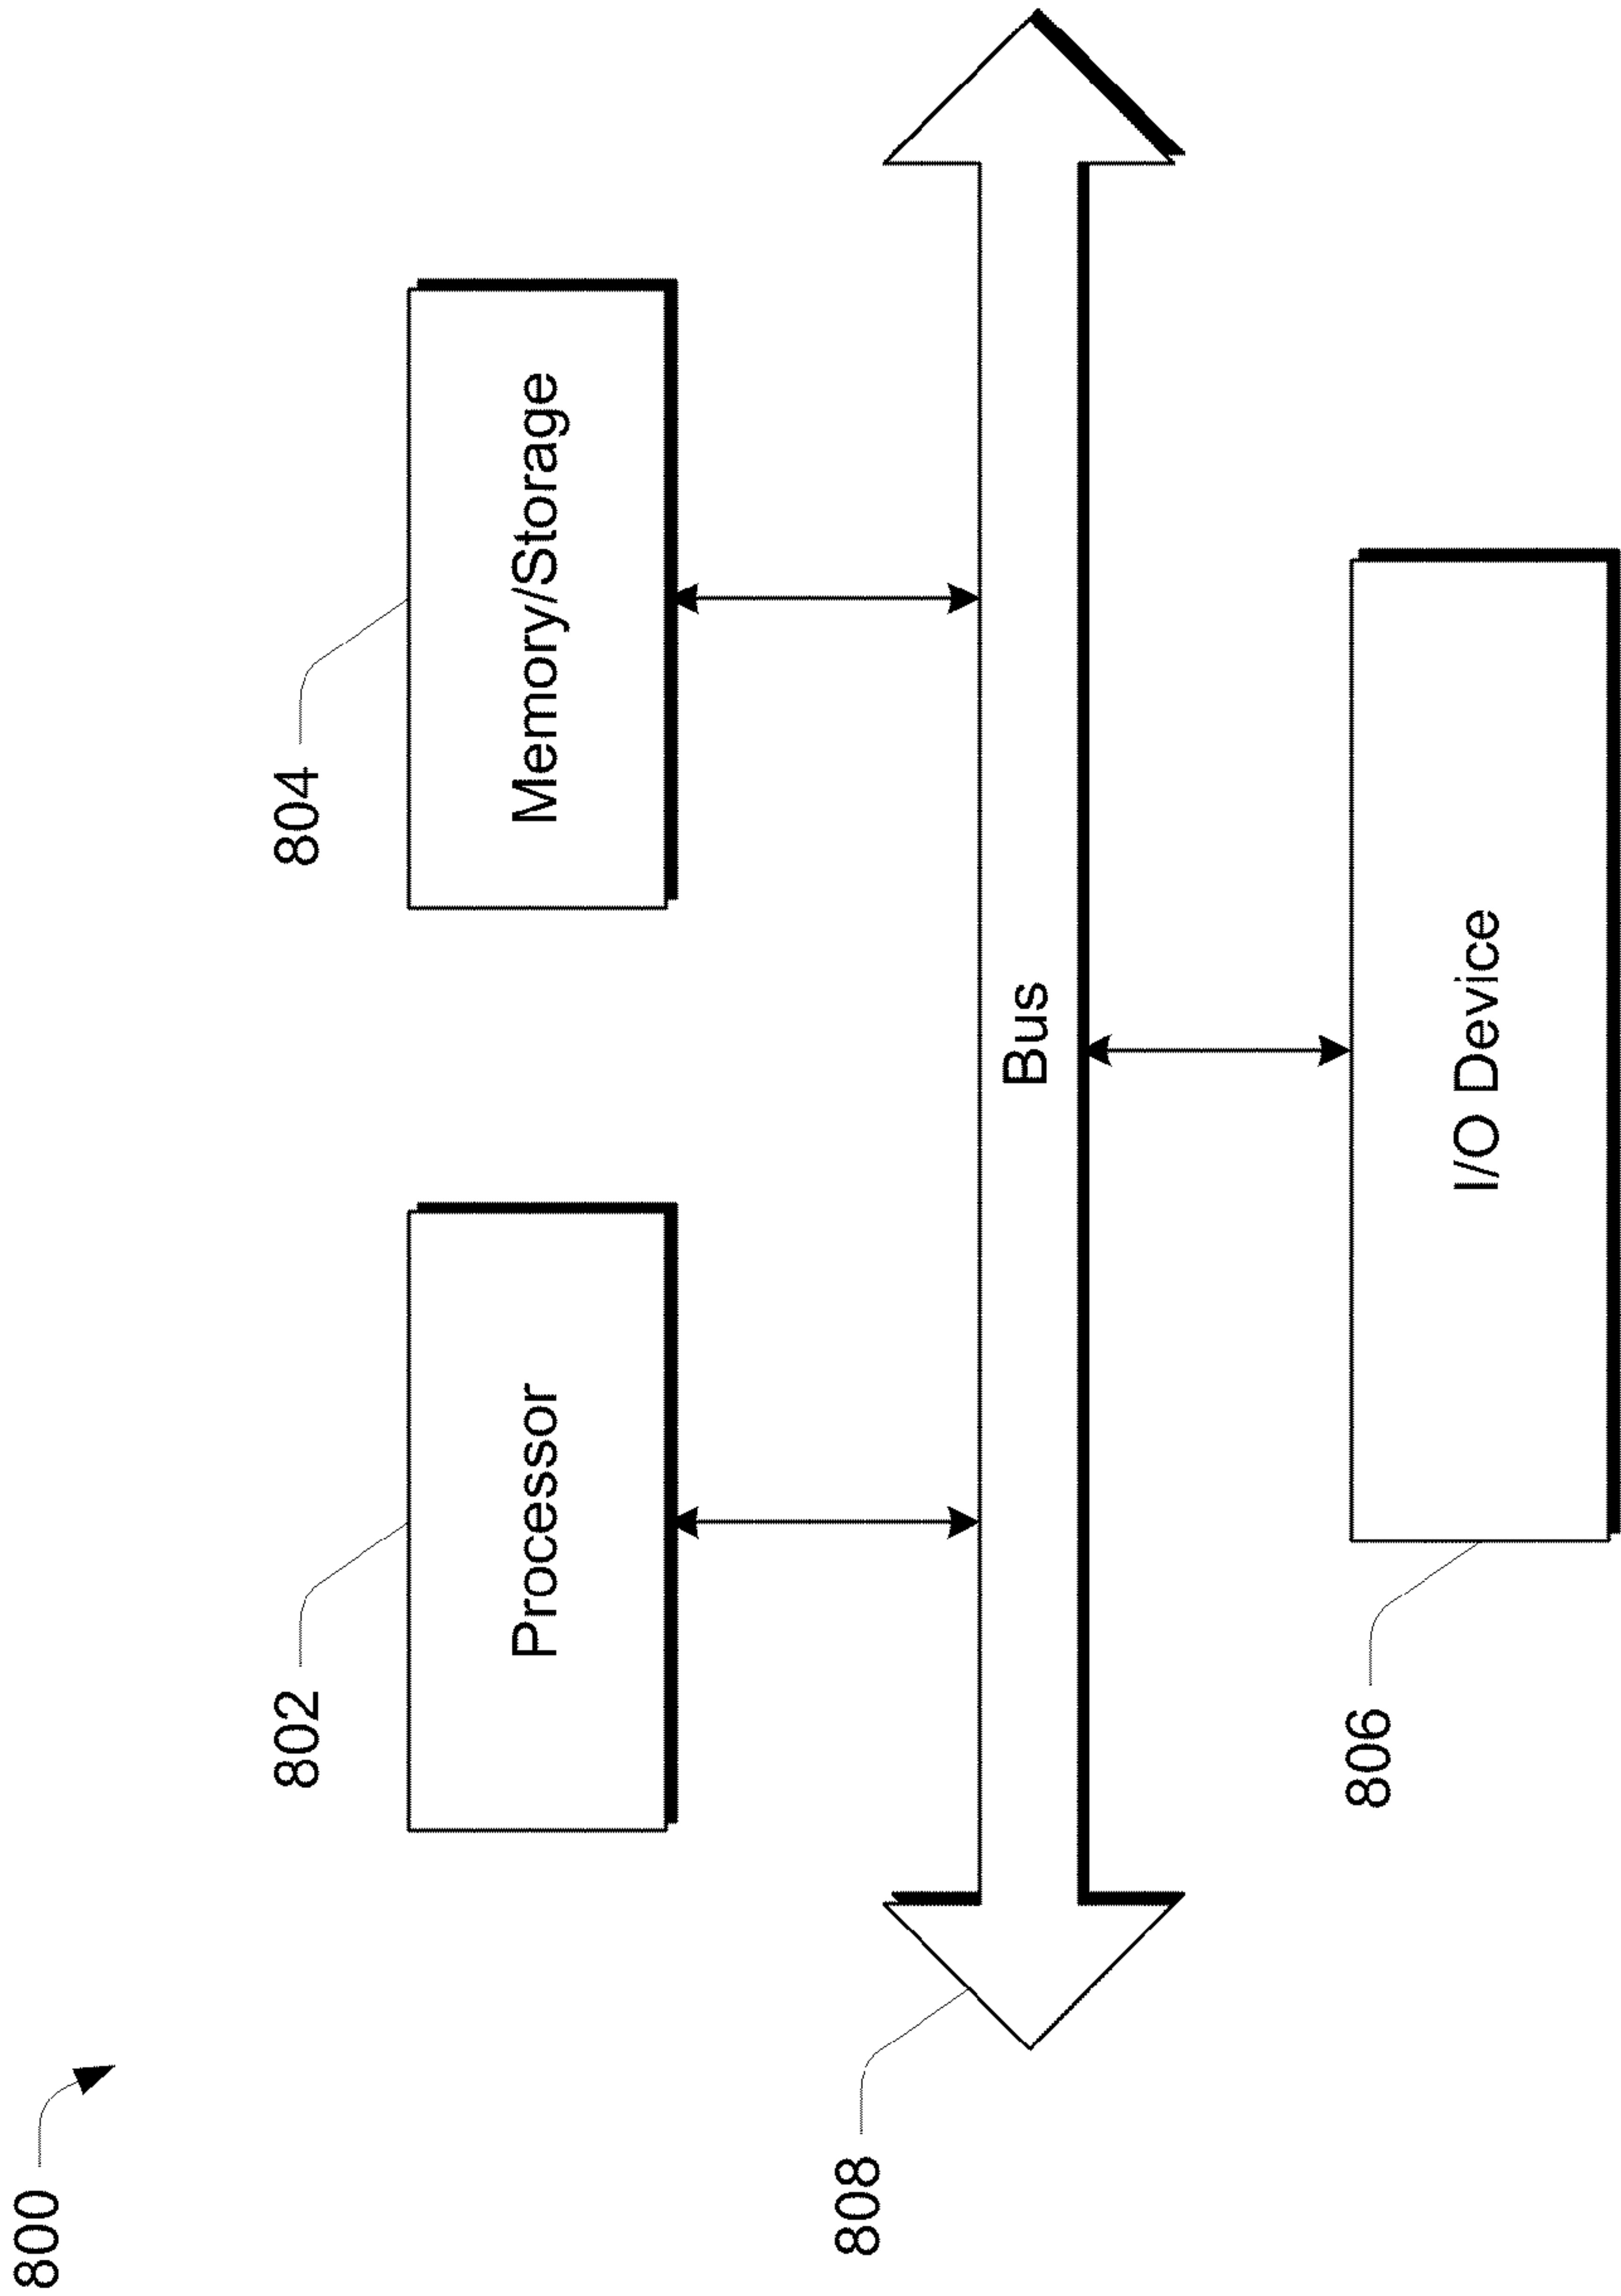 800
802
Processor
804
Memory/Storage
808
Bus
806
I/O Device